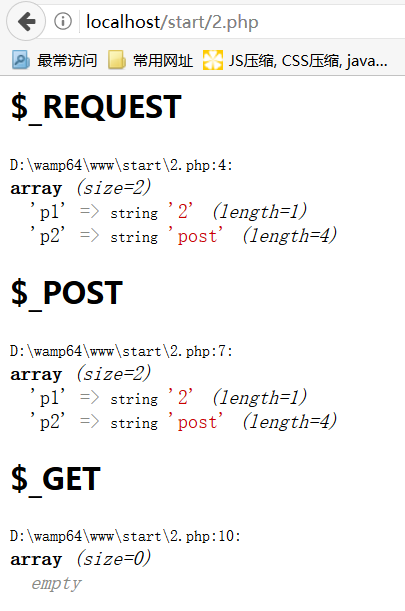 localhost/start/2.php
最常访问 常用网址 JS压缩, CSS压缩, java...
$_REQUEST
D:\wamp64\www\start\2.php:4:
array (size=2)
'p1' => string '2' (length=1)
'p2' => string 'post' (length=4)
$_POST
D:\wamp64\www\start\2.php:7:
array (size=2)
'p1' => string '2' (length=1)
'p2' => string 'post' (length=4)
$_GET
D:\wamp64\www\start\2.php:10:
array (size=0)
empty